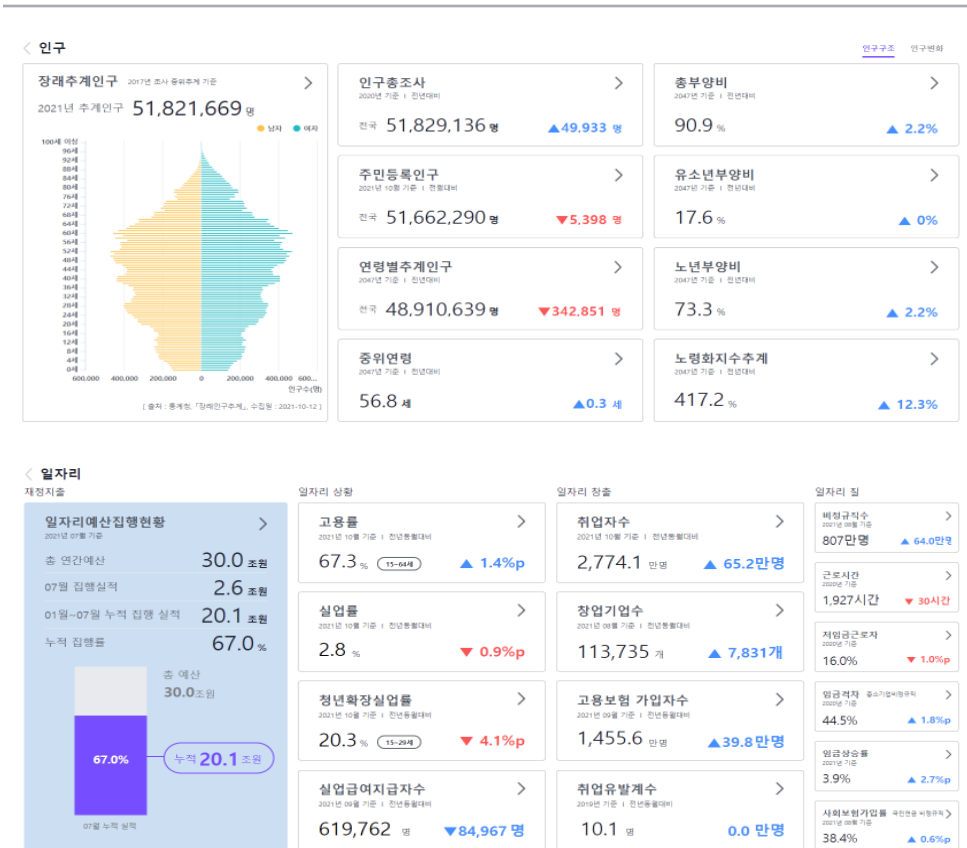 인구
인구구조 인구변화
장래추계인구 2017년 조사 중위추계 기준
2021년 추계인구 51,821,669 명
남자 여자
100세 이상
96세
92세
88세
84세
80세
76세
72세
68세
64세
60세
56세
52세
48세
44세
40세
36세
32세
28세
24세
20세
16세
12세
8세
4세
0세
600,000 400,000 200,000 0 200,000 400,000 600...
인구수(명)
[ 출처 : 통계청, 「장래인구추계」, 수집일 : 2021-10-12 ]
인구총조사
2020년 기준 I 전년대비
전국 51,829,136 명 ▲49,933 명
주민등록인구
2021년 10월 기준 I 전월대비
전국 51,662,290 명 ▼5,398 명
연령별추계인구
2047년 기준 I 전년대비
전국 48,910,639 명 ▼342,851 명
중위연령
2047년 기준 I 전년대비
56.8 세 ▲0.3 세
총부양비
2047년 기준 I 전년대비
90.9 % ▲ 2.2%
유소년부양비
2047년 기준 I 전년대비
17.6 % ▲ 0%
노년부양비
2047년 기준 I 전년대비
73.3 % ▲ 2.2%
노령화지수추계
2047년 기준 I 전년대비
417.2 % ▲ 12.3%
일자리
재정지출
일자리예산집행현황
2021년 07월 기준
총 연간예산 30.0 조원
07월 집행실적 2.6 조원
01월~07월 누적 집행 실적 20.1 조원
누적 집행률 67.0 %
총 예산
30.0조원
67.0%
누적 20.1 조원
07월 누적 실적
일자리 상황
고용률
2021년 10월 기준 I 전년동월대비
67.3 % 15~64세 ▲ 1.4%p
실업률
2021년 10월 기준 I 전년동월대비
2.8 % ▼ 0.9%p
청년확장실업률
2021년 10월 기준 I 전년동월대비
20.3 % 15~29세 ▼ 4.1%p
실업급여지급자수
2021년 09월 기준 I 전년동월대비
619,762 명 ▼84,967 명
일자리 창출
취업자수
2021년 10월 기준 I 전년동월대비
2,774.1 만명 ▲ 65.2만명
창업기업수
2021년 08월 기준 I 전년동월대비
113,735 개 ▲ 7,831개
고용보험 가입자수
2021년 09월 기준 I 전년동월대비
1,455.6 만명 ▲39.8만명
취업유발계수
2019년 기준 I 전년동월대비
10.1 명 0.0 만명
일자리 질
비정규직수
2021년 08월 기준
807만명 ▲ 64.0만명
근로시간
2020년 기준
1,927시간 ▼ 30시간
저임금근로자
2020년 기준
16.0% ▼ 1.0%p
임금격차 중소기업비정규직
2020년 기준
44.5% ▲ 1.8%p
임금상승률
2021년 기준
3.9% ▲ 2.7%p
사회보험가입률 국민연금 비정규직
2021년 08월 기준
38.4% ▲ 0.6%p